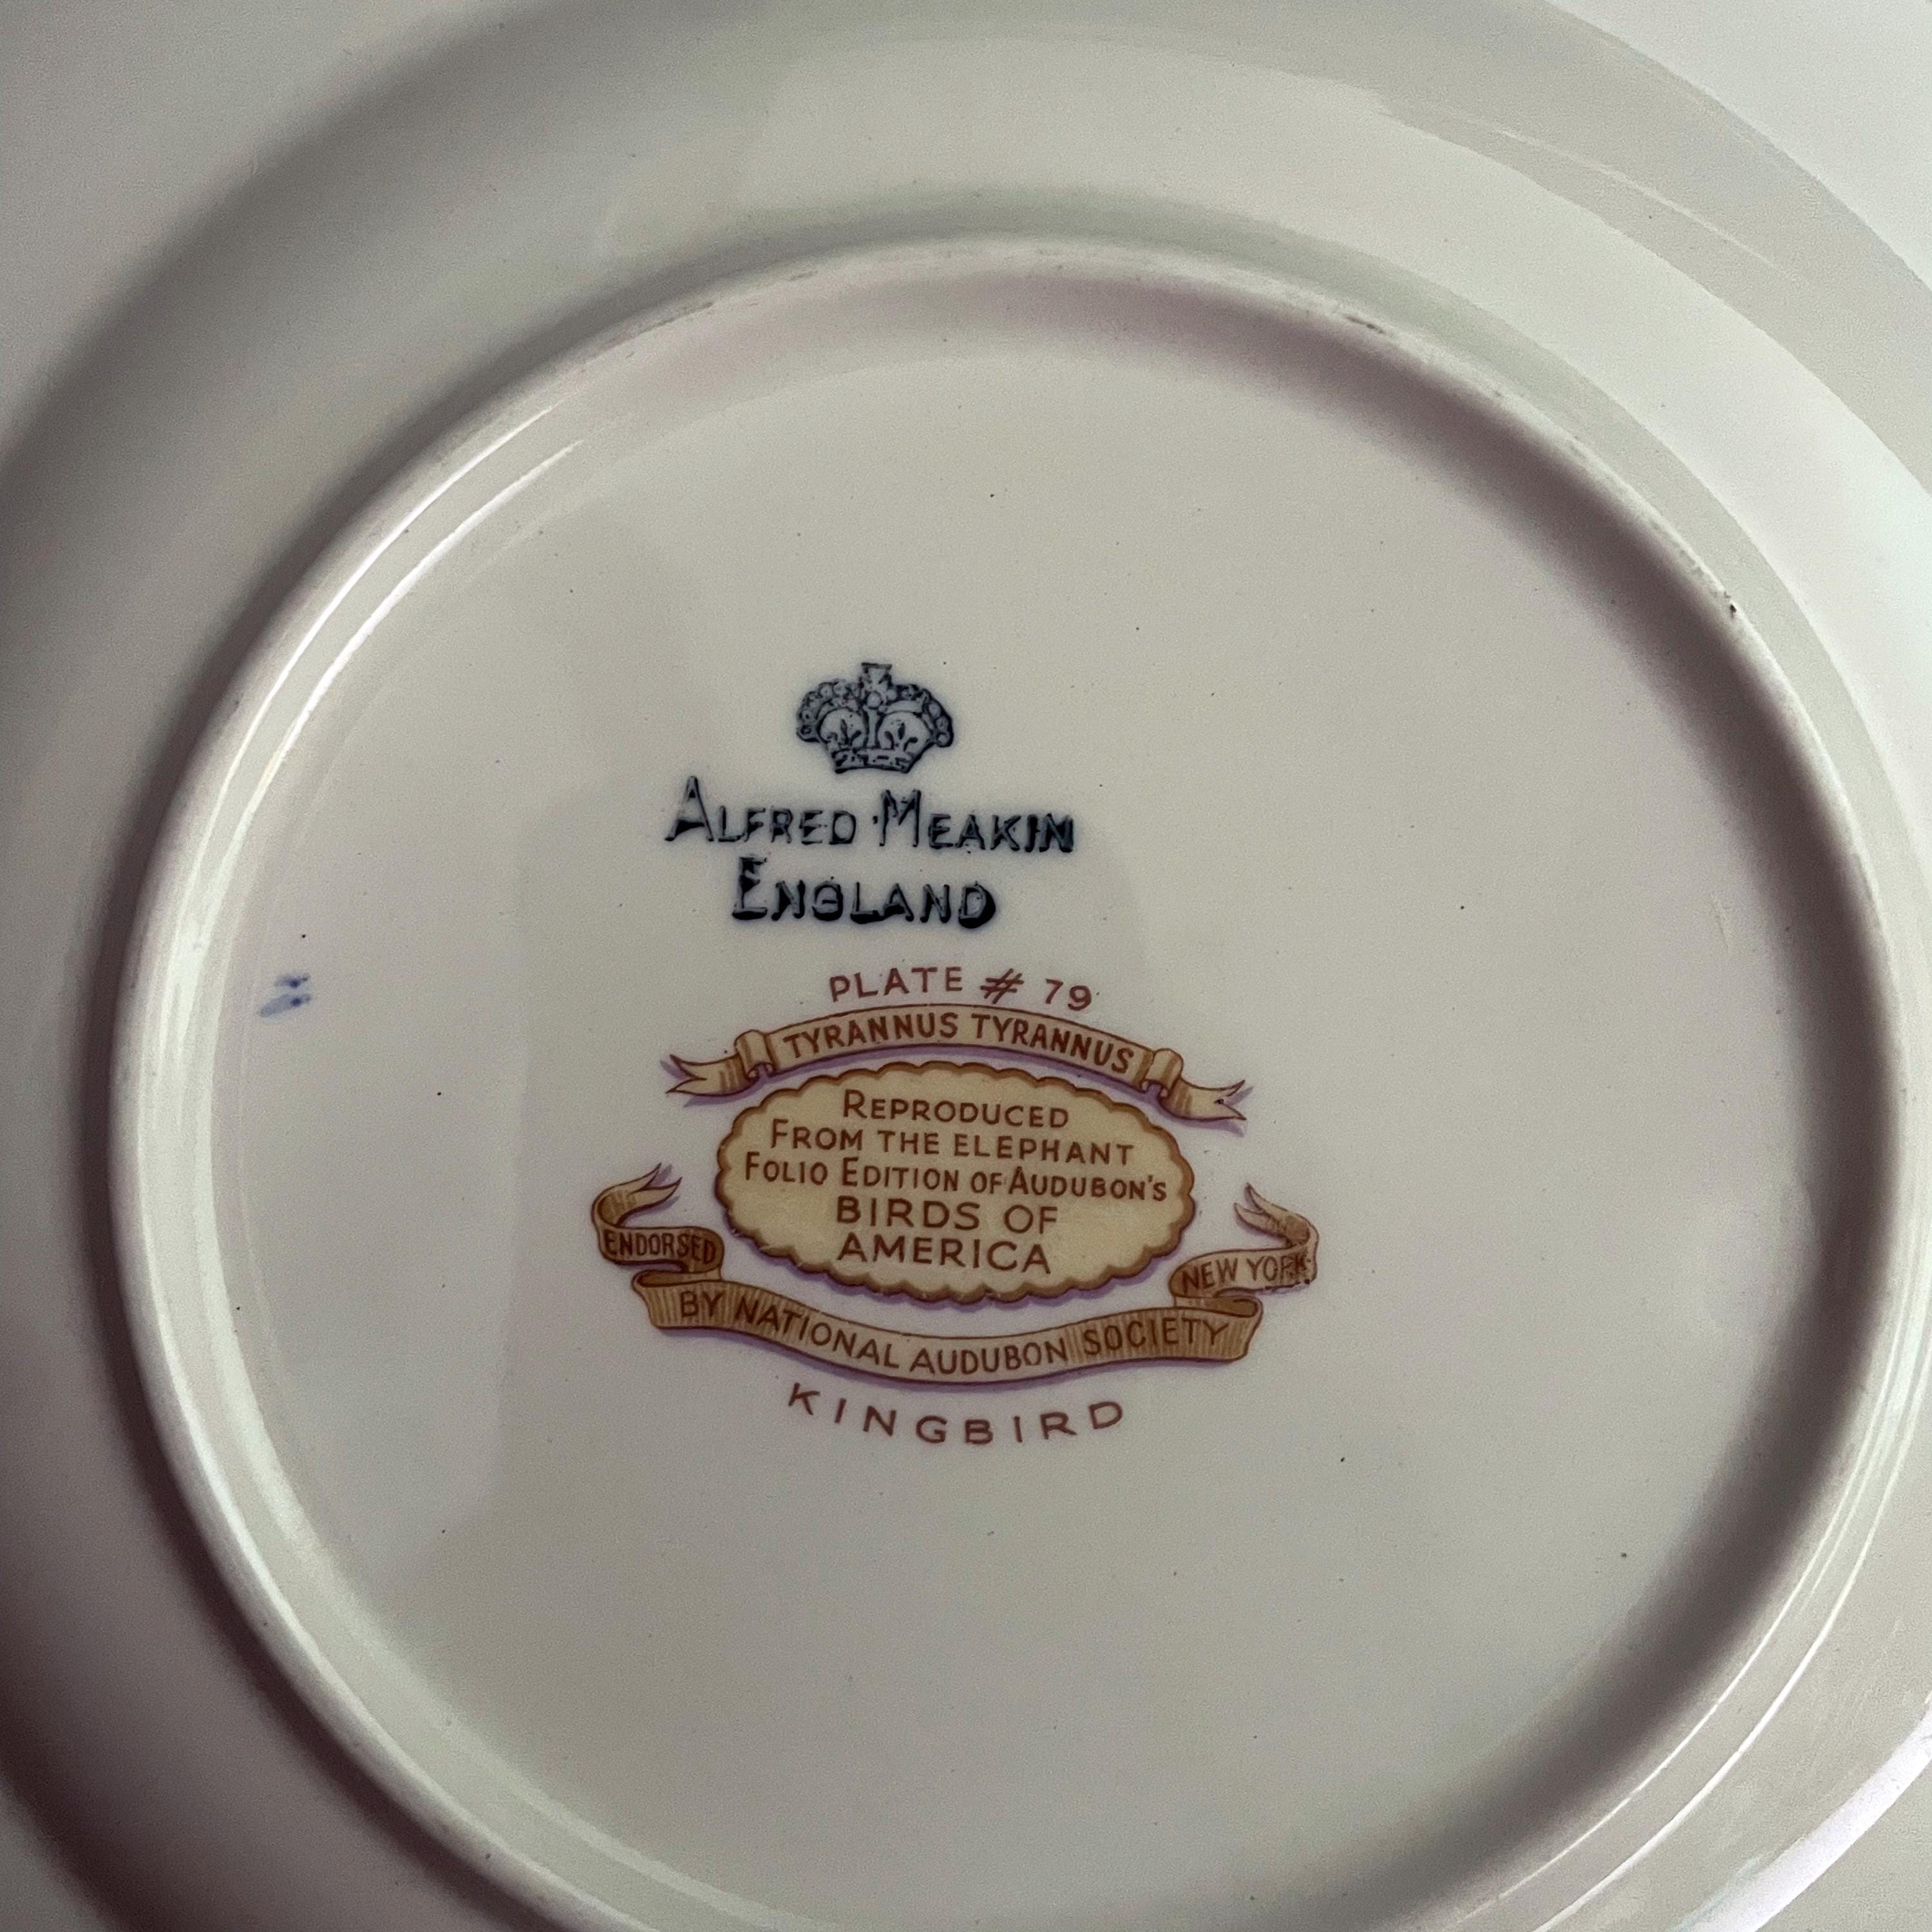 ALFRED MEAKIN
ENGLAND
PLATE # 79
TYRANNUS TYRANNUS
REPRODUCED
FROM THE ELEPHANT
FOLIO EDITION OF AUDUBON'S
BIRDS OF
AMERICA
ENDORSED
BY NATIONAL AUDUBON SOCIETY
NEW YORK
KINGBIRD